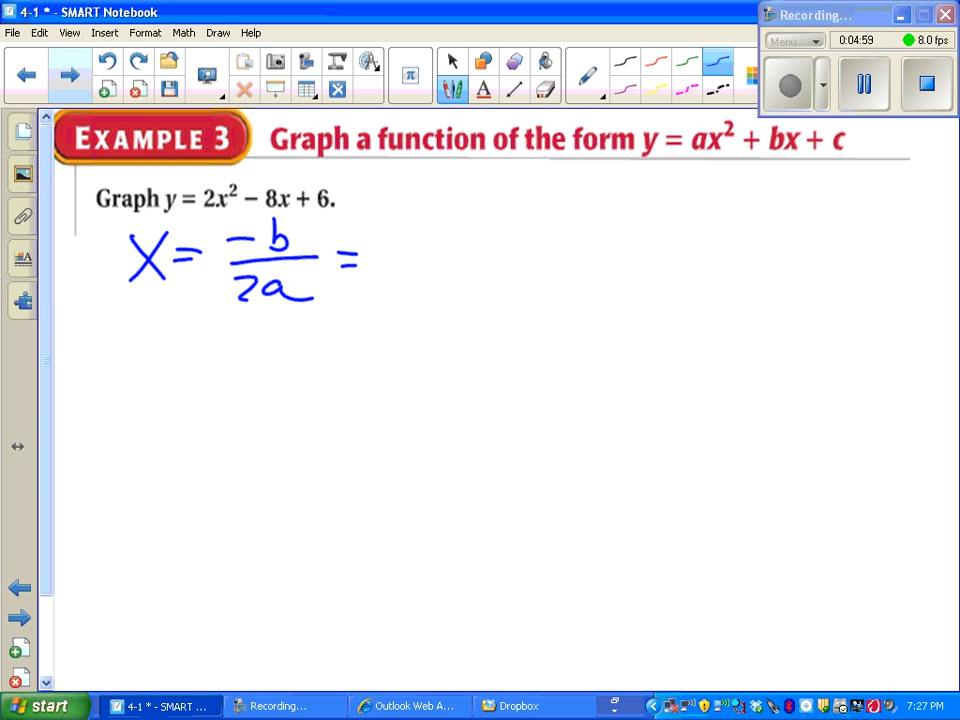 4-1 * - SMART Notebook
File Edit View Insert Format Math Draw Help
Recording...
Menu 0:04:59 8.0 fps
EXAMPLE 3 Graph a function of the form y = ax² + bx + c
Graph y = 2x² − 8x + 6.
X = −b/2a =
start 4-1 * - SMART ... Recording... Outlook Web A... Dropbox 7:27 PM